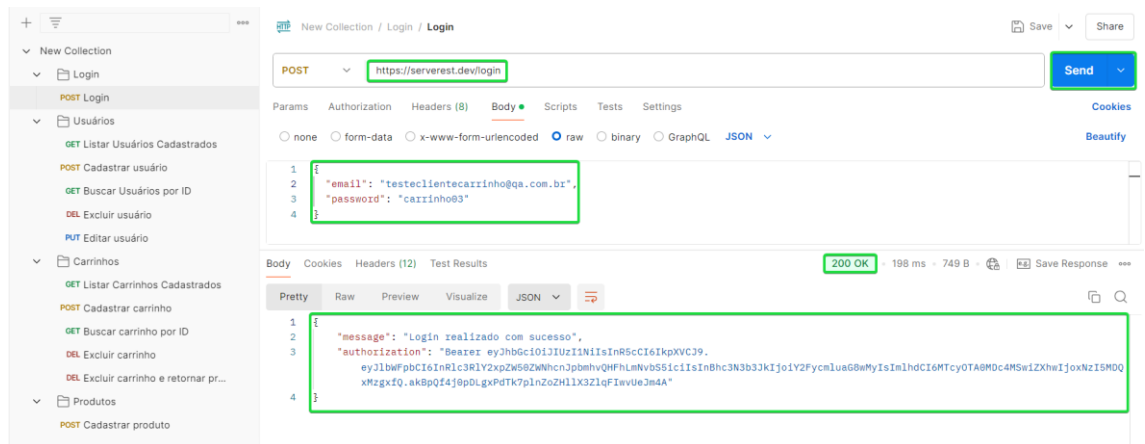 New Collection / Login / Login
Save
Share
New Collection
Login
POST Login
Usuários
GET Listar Usuários Cadastrados
POST Cadastrar usuário
GET Buscar Usuários por ID
DEL Excluir usuário
PUT Editar usuário
Carrinhos
GET Listar Carrinhos Cadastrados
POST Cadastrar carrinho
GET Buscar carrinho por ID
DEL Excluir carrinho
DEL Excluir carrinho e retornar pr...
Produtos
POST Cadastrar produto
POST https://serverest.dev/login Send
Params Authorization Headers (8) Body Scripts Tests Settings Cookies
none form-data x-www-form-urlencoded raw binary GraphQL JSON Beautify
1 {
2 "email": "testeclientecarrinho@qa.com.br",
3 "password": "carrinho03"
4 }
Body Cookies Headers (12) Test Results 200 OK 198 ms 749 B Save Response
Pretty Raw Preview Visualize JSON
1 {
2 "message": "Login realizado com sucesso",
3 "authorization": "Bearer eyJhbGciOiJIUzI1NiIsInR5cCI6IkpXVCJ9.
eyJlbWFpbCI6InRlc3RlY2xpZW50ZWNhcnJpbmhvQHFhLmNvbS5iciIsInBhc3N3b3JkIjoiY2FycmluaG8wMyIsImlhdCI6MTcyOTA0MDc4MSwiZXhwIjoxNzI5MDQ
xMzgxfQ.akBpQf4j0pDLgxPdTk7plnZoZHllX3ZlqFIwvUeJm4A"
4 }